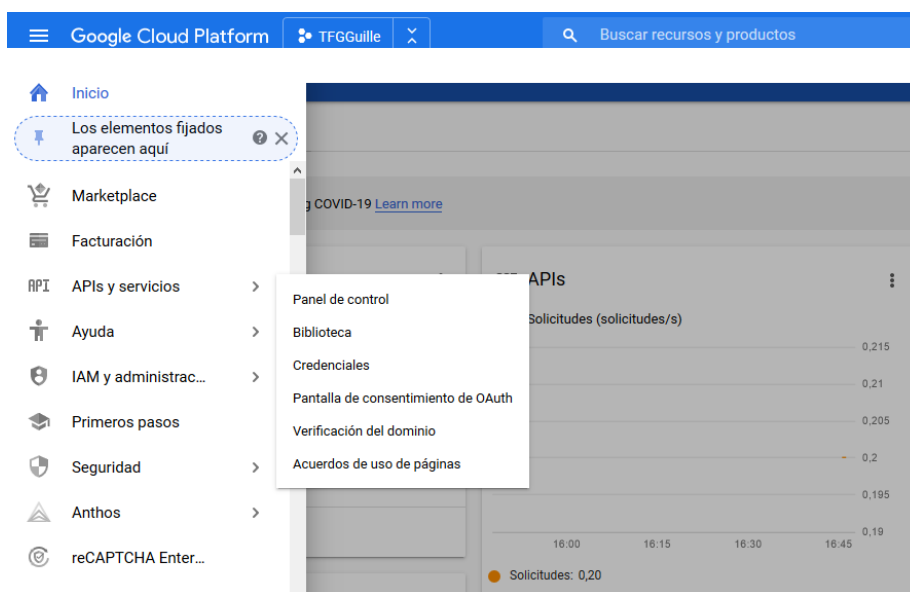 Google Cloud Platform
TFGGuille
Buscar recursos y productos
Inicio
Los elementos fijados
aparecen aquí
Marketplace
Facturación
API APIs y servicios
Ayuda
IAM y administrac...
Primeros pasos
Seguridad
Anthos
reCAPTCHA Enter...
Panel de control
Biblioteca
Credenciales
Pantalla de consentimiento de OAuth
Verificación del dominio
Acuerdos de uso de páginas
g COVID-19 Learn more
APIs
Solicitudes (solicitudes/s)
0,215
0,21
0,205
0,2
0,195
0,19
16:00 16:15 16:30 16:45
Solicitudes: 0,20